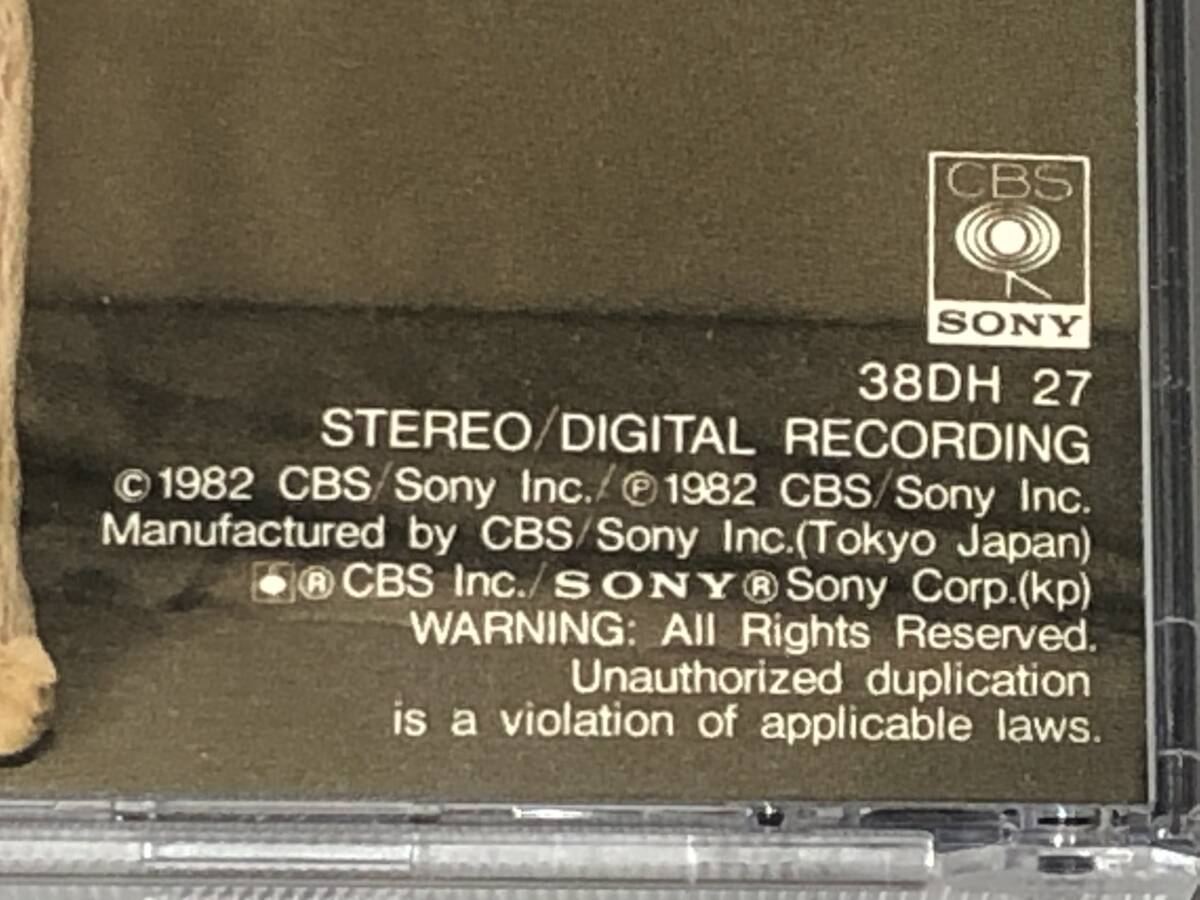 CBS
SONY
38DH 27
STEREO/DIGITAL RECORDING
©1982 CBS/Sony Inc./℗1982 CBS/Sony Inc.
Manufactured by CBS/Sony Inc.(Tokyo Japan)
®CBS Inc./SONY®Sony Corp.(kp)
WARNING: All Rights Reserved.
Unauthorized duplication
is a violation of applicable laws.